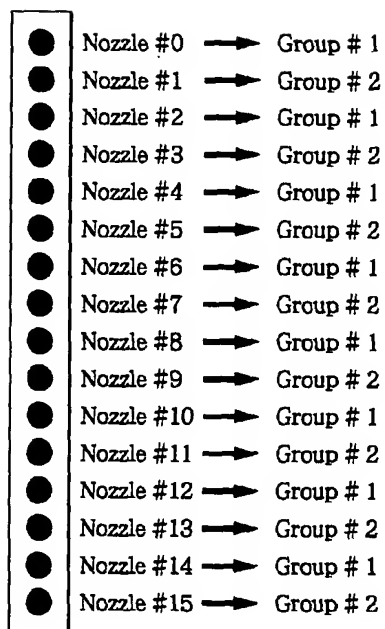 Nozzle #0 → Group # 1
Nozzle #1 → Group # 2
Nozzle #2 → Group # 1
Nozzle #3 → Group # 2
Nozzle #4 → Group # 1
Nozzle #5 → Group # 2
Nozzle #6 → Group # 1
Nozzle #7 → Group # 2
Nozzle #8 → Group # 1
Nozzle #9 → Group # 2
Nozzle #10 → Group # 1
Nozzle #11 → Group # 2
Nozzle #12 → Group # 1
Nozzle #13 → Group # 2
Nozzle #14 → Group # 1
Nozzle #15 → Group # 2